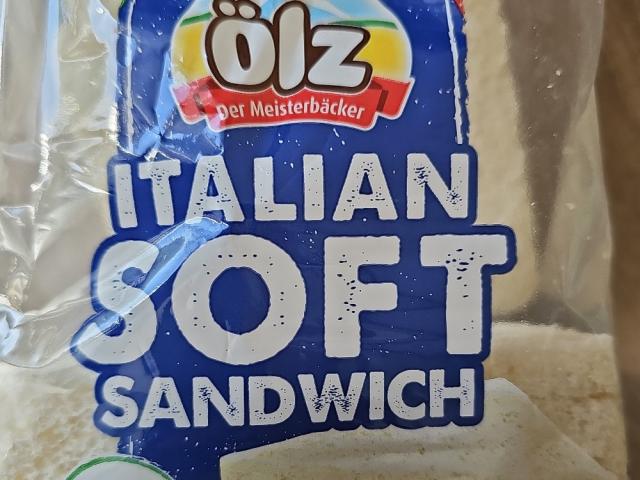 Ölz
Der Meisterbäcker
ITALIAN
SOFT
SANDWICH